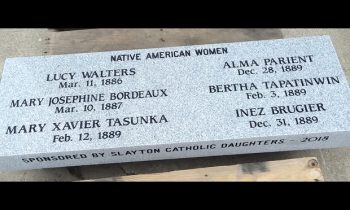 NATIVE AMERICAN WOMEN
LUCY WALTERS
Mar. 11, 1886
MARY JOSEPHINE BORDEAUX
Mar. 10, 1887
MARY XAVIER TASUNKA
Feb. 12, 1889
ALMA PARIENT
Dec. 28, 1889
BERTHA TAPATINWIN
Feb. 3, 1889
INEZ BRUGIER
Dec. 31, 1889
SPONSORED BY SLAYTON CATHOLIC DAUGHTERS - 2018